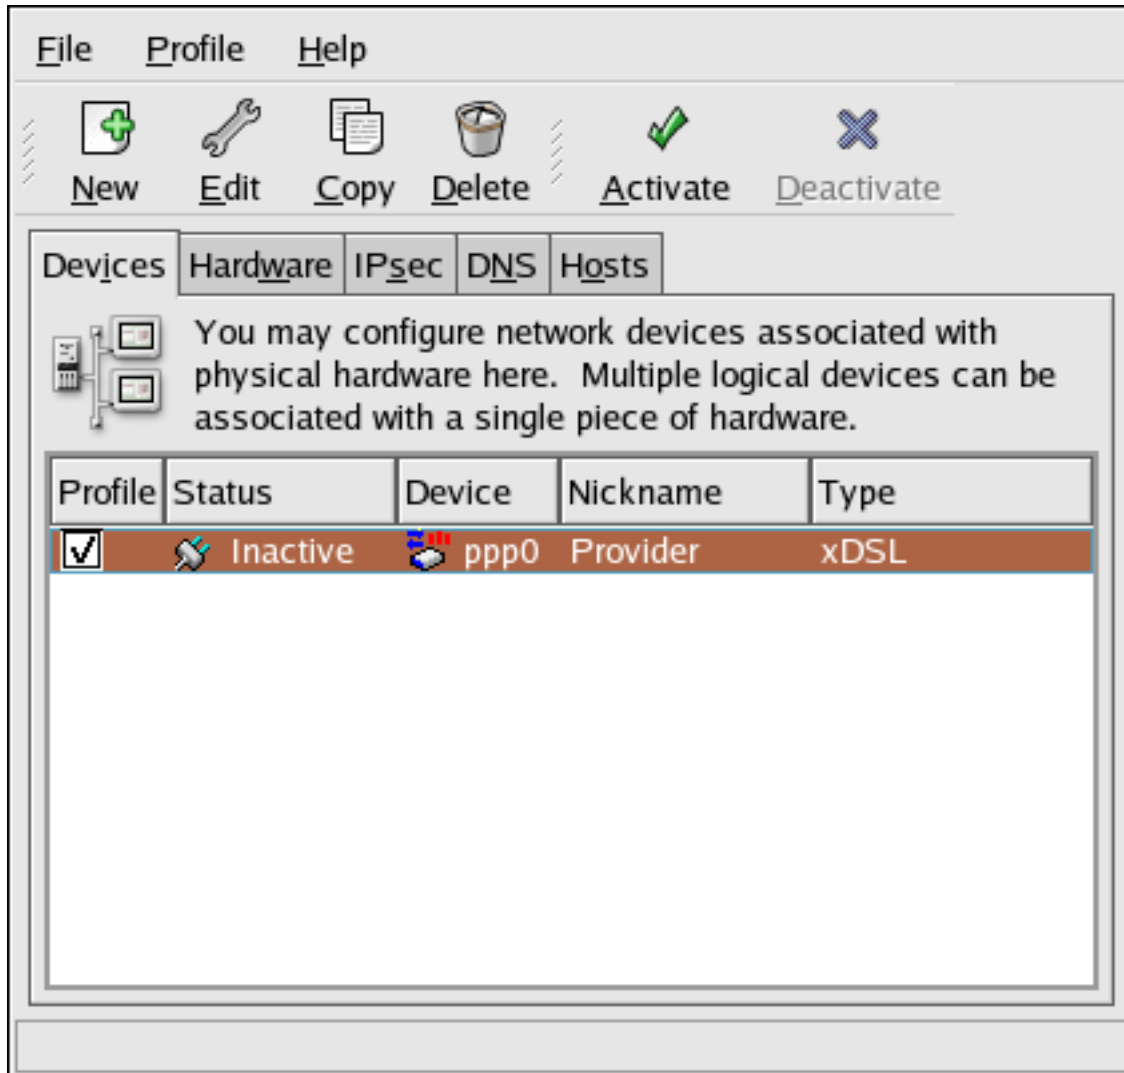 File Profile Help
New Edit Copy Delete Activate Deactivate
Devices Hardware IPsec DNS Hosts
You may configure network devices associated with
physical hardware here.  Multiple logical devices can be
associated with a single piece of hardware.
Profile Status Device Nickname Type
Inactive ppp0 Provider xDSL